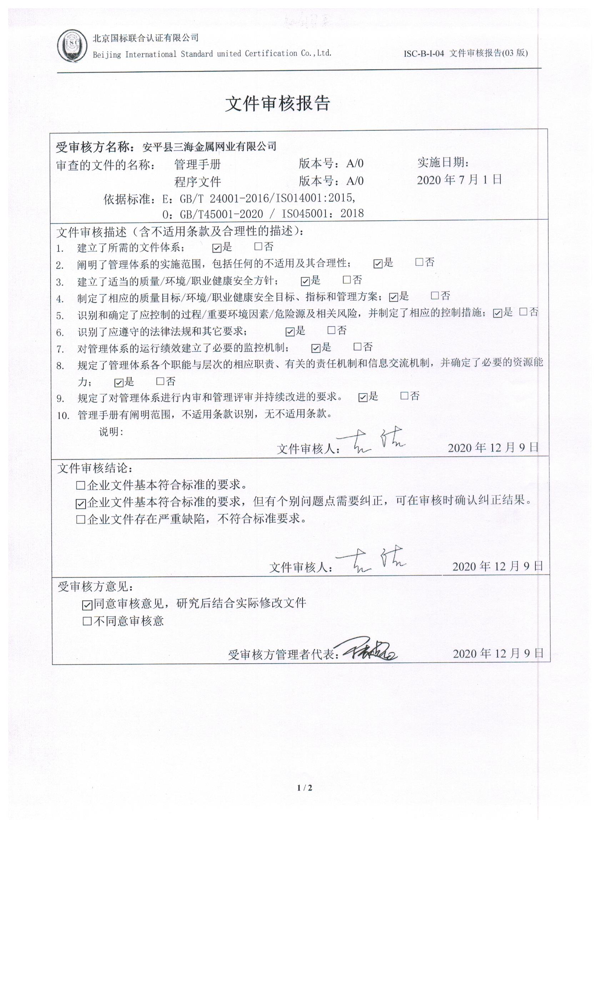 北京国标联合认证有限公司
Beijing International Standard united Certification Co.,Ltd.
ISC-B-I-04 文件审核报告(03 版)
ISC
文件审核报告
受审核方名称：安平县三海金属网业有限公司
审查的文件的名称： 管理手册 版本号：A/0 实施日期：
程序文件 版本号：A/0 2020 年 7 月 1 日
依据标准：E：GB/T 24001-2016/ISO14001:2015,
O：GB/T45001-2020 / ISO45001：2018
文件审核描述（含不适用条款及合理性的描述）：
1. 建立了所需的文件体系； ☑是 □否
2. 阐明了管理体系的实施范围，包括任何的不适用及其合理性； ☑是 □否
3. 建立了适当的质量/环境/职业健康安全方针； ☑是 □否
4. 制定了相应的质量目标/环境/职业健康安全目标、指标和管理方案；☑是 □否
5. 识别和确定了应控制的过程/重要环境因素/危险源及相关风险，并制定了相应的控制措施；☑是 □否
6. 识别了应遵守的法律法规和其它要求； ☑是 □否
7. 对管理体系的运行绩效建立了必要的监控机制； ☑是 □否
8. 规定了管理体系各个职能与层次的相应职责、有关的责任机制和信息交流机制，并确定了必要的资源能
力； ☑是 □否
9. 规定了对管理体系进行内审和管理评审并持续改进的要求。 ☑是 □否
10. 管理手册有阐明范围，不适用条款识别，无不适用条款。
说明：
文件审核人： 2020 年 12 月 9 日
文件审核结论：
□企业文件基本符合标准的要求。
☑企业文件基本符合标准的要求，但有个别问题点需要纠正，可在审核时确认纠正结果。
□企业文件存在严重缺陷，不符合标准要求。
文件审核人： 2020 年 12 月 9 日
受审核方意见：
☑同意审核意见，研究后结合实际修改文件
□不同意审核意
受审核方管理者代表： 2020 年 12 月 9 日
1 / 2